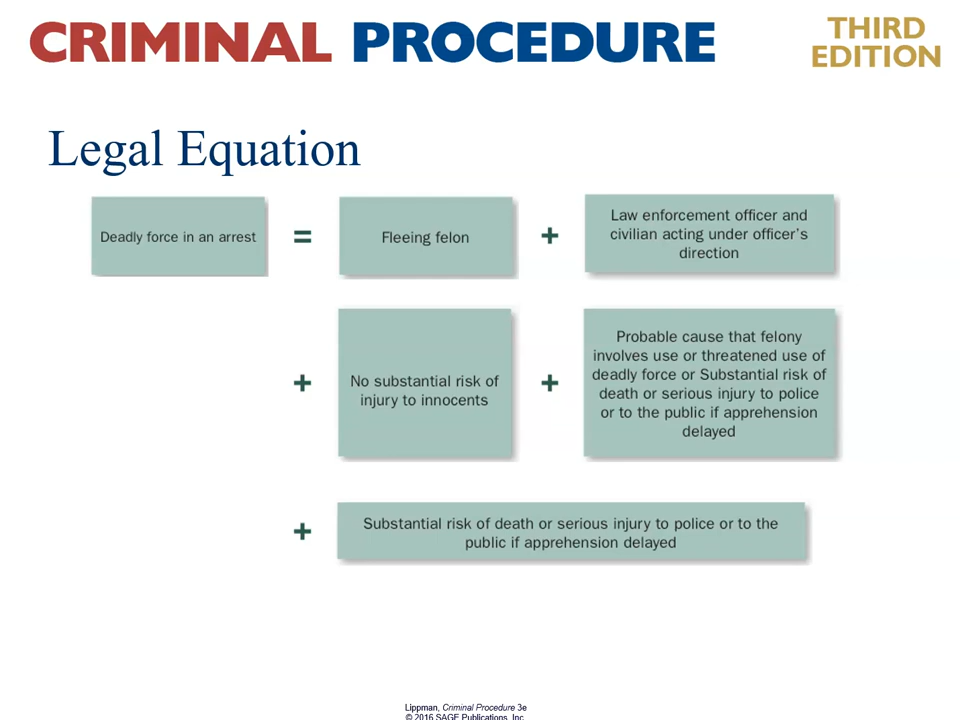 CRIMINAL PROCEDURE
THIRD
EDITION
Legal Equation
Deadly force in an arrest
=
Fleeing felon
+
Law enforcement officer and
civilian acting under officer's
direction
+
No substantial risk of
injury to innocents
+
Probable cause that felony
involves use or threatened use of
deadly force or Substantial risk of
death or serious injury to police
or to the public if apprehension
delayed
+
Substantial risk of death or serious injury to police or to the
public if apprehension delayed
Lippman, Criminal Procedure 3e
© 2016 SAGE Publications, Inc.